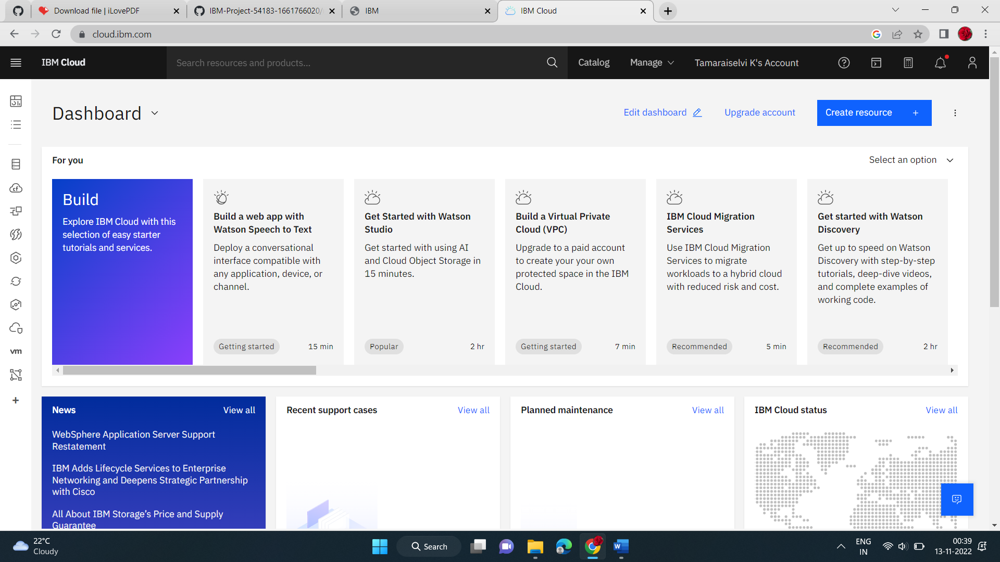 Download file | iLovePDF
IBM-Project-54183-1661766020/
IBM
IBM Cloud
cloud.ibm.com
IBM Cloud
Search resources and products...
Catalog
Manage
Tamaraiselvi K's Account
Dashboard
Edit dashboard
Upgrade account
Create resource +
For you
Select an option
Build
Explore IBM Cloud with this
selection of easy starter
tutorials and services.
Build a web app with
Watson Speech to Text
Deploy a conversational
interface compatible with
any application, device, or
channel.
Getting started
15 min
Get Started with Watson
Studio
Get started with using AI
and Cloud Object Storage in
15 minutes.
Popular
2 hr
Build a Virtual Private
Cloud (VPC)
Upgrade to a paid account
to create your your own
protected space in the IBM
Cloud.
Getting started
7 min
IBM Cloud Migration
Services
Use IBM Cloud Migration
Services to migrate
workloads to a hybrid cloud
with reduced risk and cost.
Recommended
5 min
Get started with Watson
Discovery
Get up to speed on Watson
Discovery with step-by-step
tutorials, deep-dive videos,
and complete examples of
working code.
Recommended
2 hr
cf
vm
News
View all
WebSphere Application Server Support
Restatement
IBM Adds Lifecycle Services to Enterprise
Networking and Deepens Strategic Partnership
with Cisco
All About IBM Storage’s Price and Supply
Guarantee
Recent support cases
View all
Planned maintenance
View all
IBM Cloud status
View all
22°C
Cloudy
Search
ENG
IN
00:39
13-11-2022